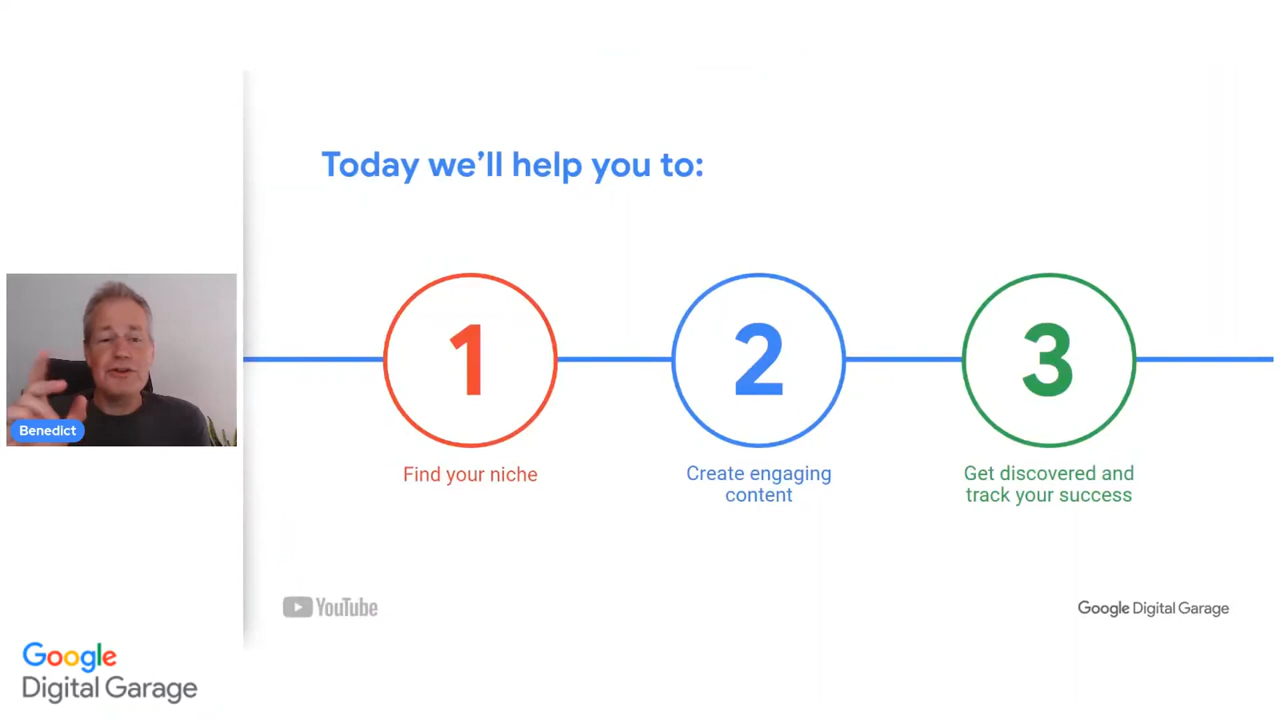 Today we'll help you to:
1
2
3
Find your niche
Create engaging
content
Get discovered and
track your success
Benedict
YouTube
Google Digital Garage
Google
Digital Garage